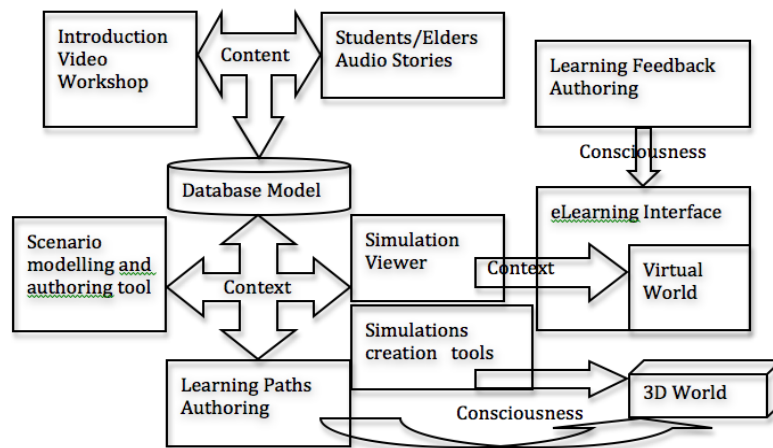 Introduction
Video
Workshop
Content
Students/Elders
Audio Stories
Learning Feedback
Authoring
Consciousness
Database Model
eLearning Interface
Scenario
modelling and
authoring tool
Context
Simulation
Viewer
Context
Virtual
World
Simulations
creation tools
Learning Paths
Authoring
Consciousness
3D World